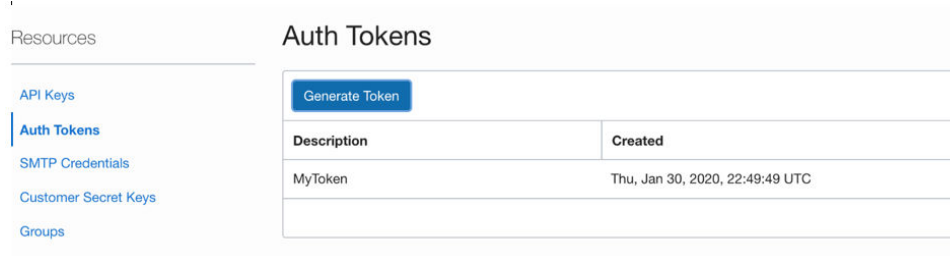 Resources
API Keys
Auth Tokens
SMTP Credentials
Customer Secret Keys
Groups
Auth Tokens
Generate Token
Description Created
MyToken Thu, Jan 30, 2020, 22:49:49 UTC